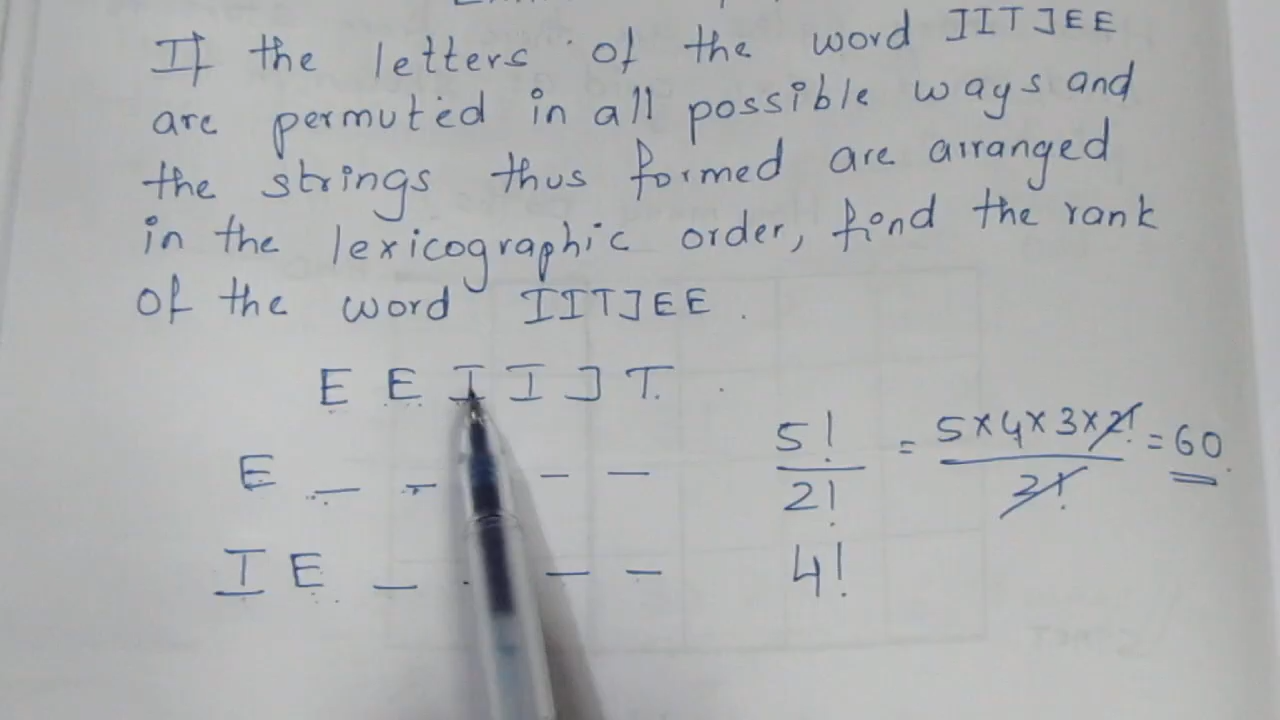 If the letters of the word IITJEE
are permuted in all possible ways and
the strings thus formed are arranged
in the lexicographic order, find the rank
of the word IITJEE.
E E I I J T.
E _ _ _ _ _ 5!/2! = 5×4×3×2!/2! = 60
I E _ _ _ _ 4!